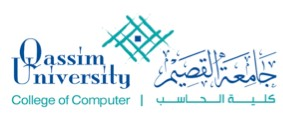 Qassim
University
جامعة القصيم
College of Computer | كلية الحاسب